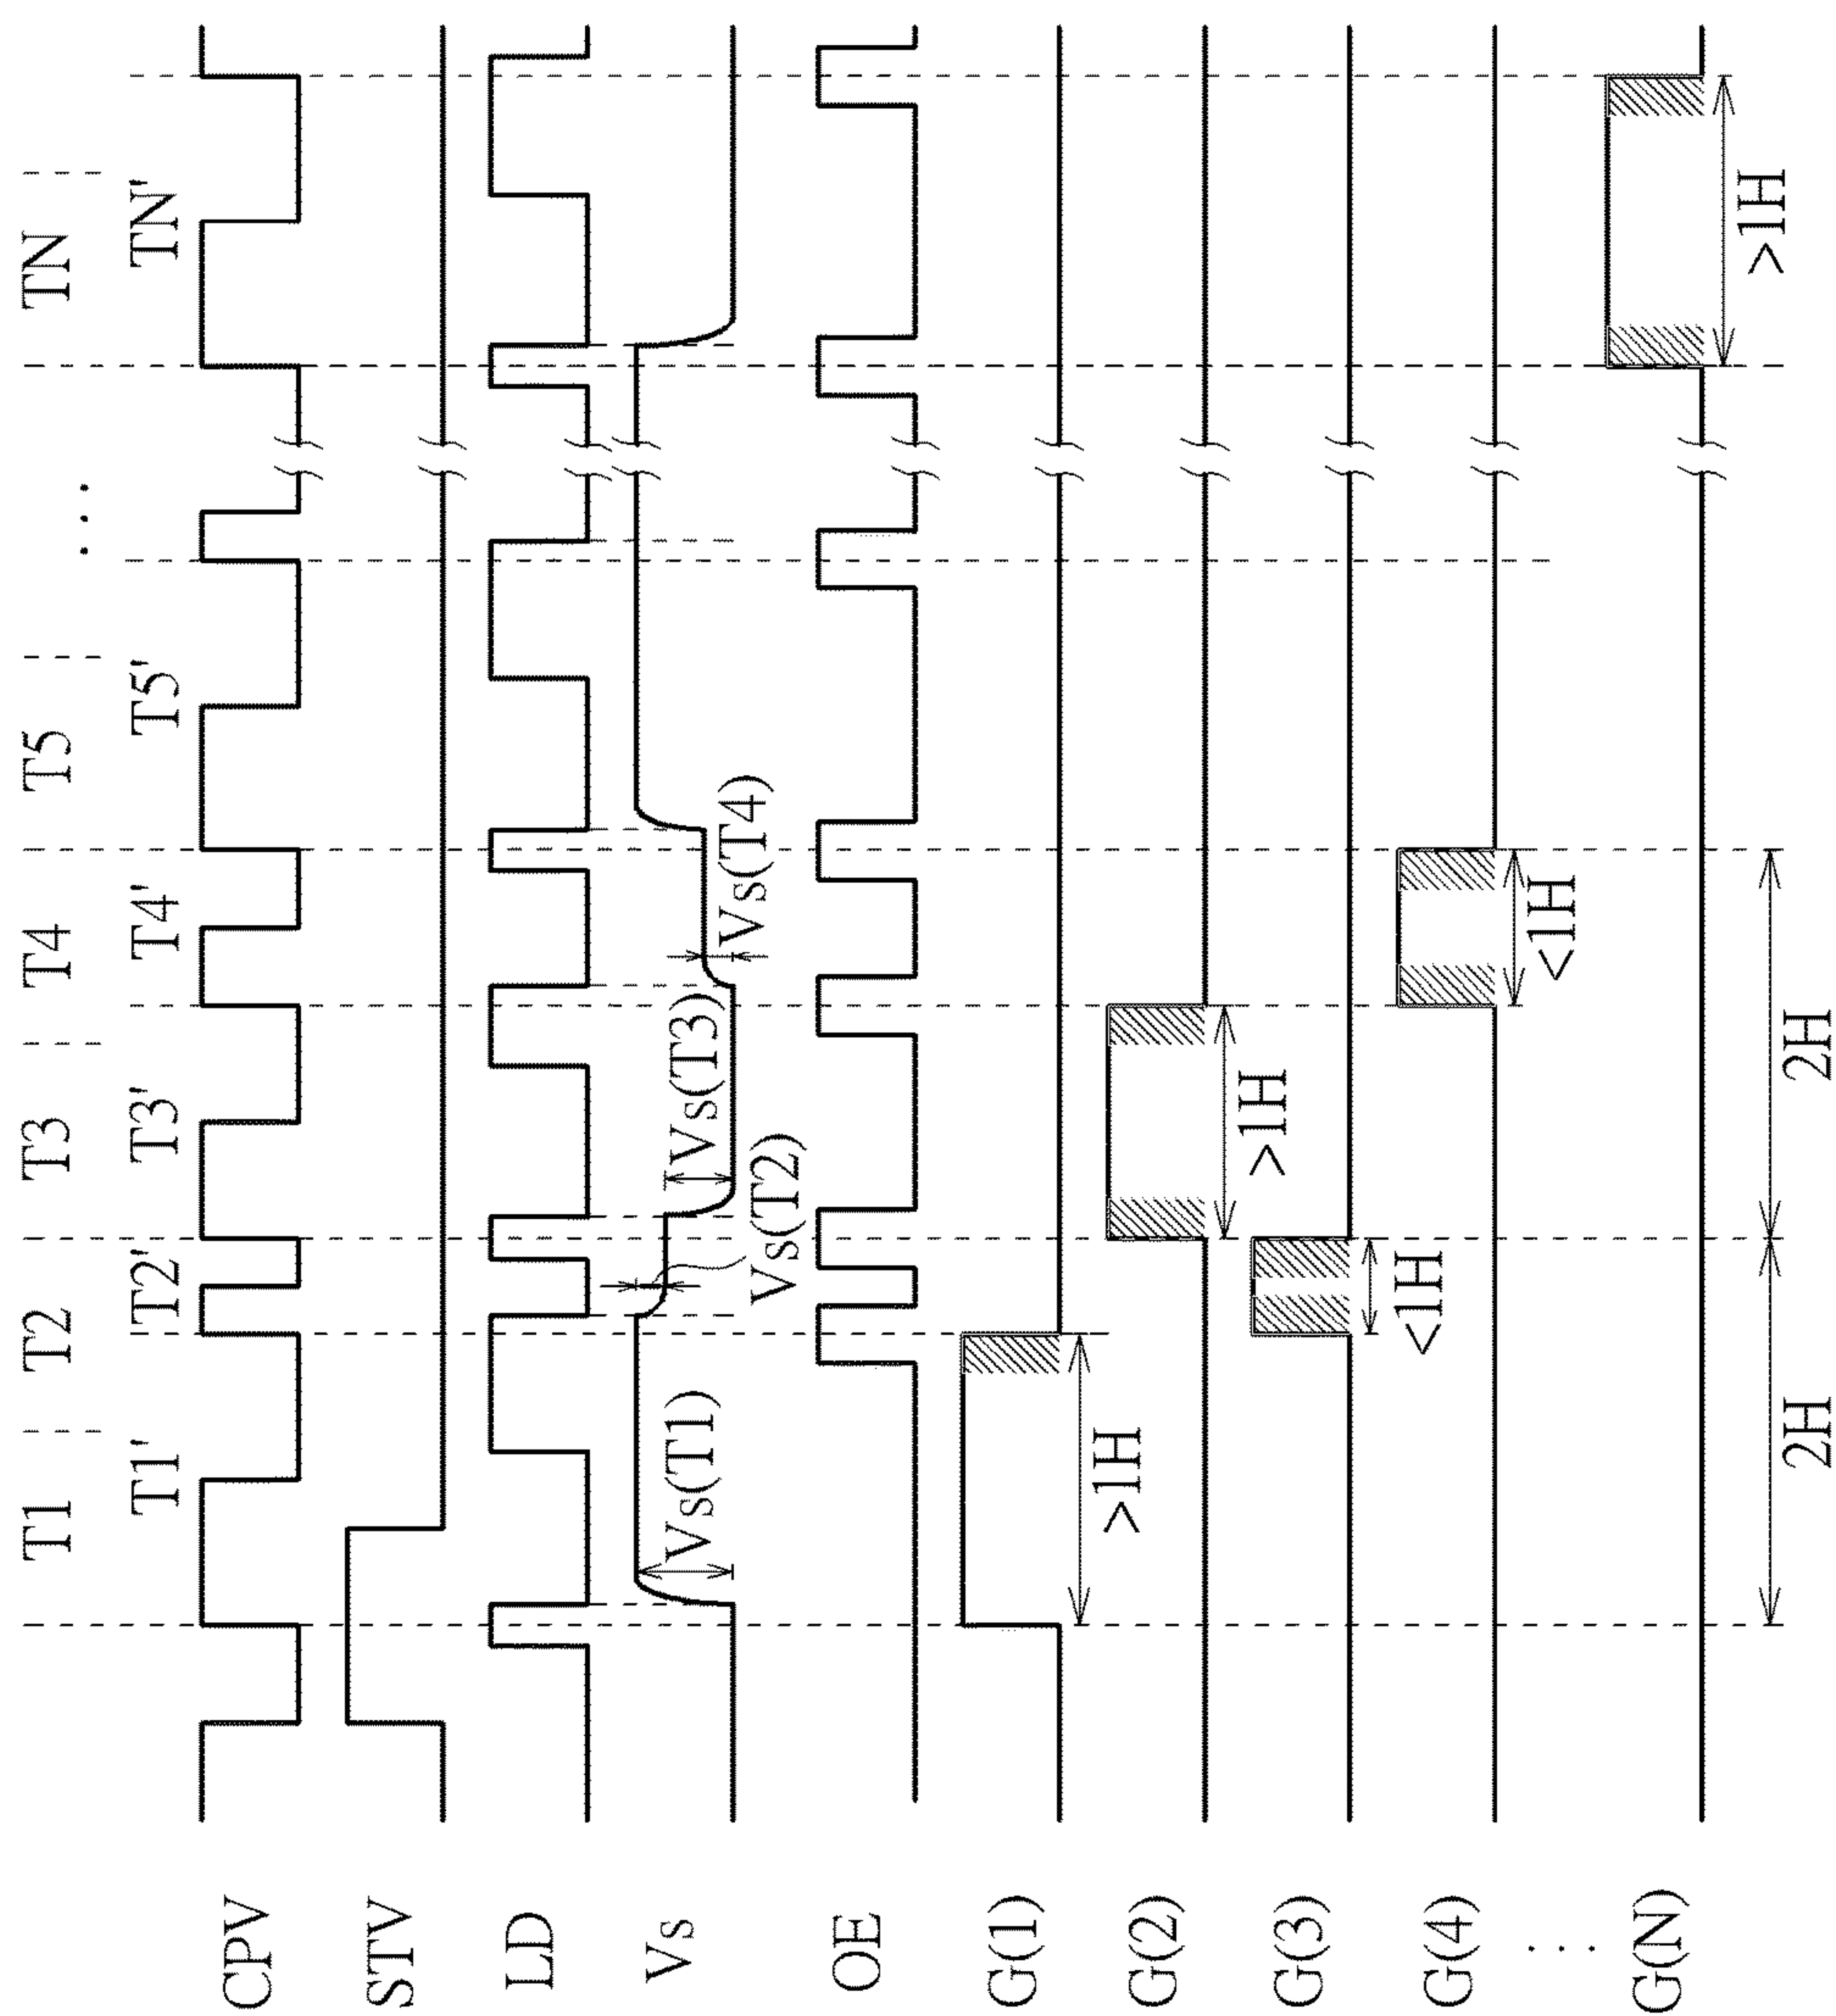 T1 T2 T3 T4 T5 ... TN
T1' T2' T3' T4' T5' TN'
CPV
STV
LD
Vs Vs(T1) Vs(T2) Vs(T3) Vs(T4)
OE
G(1)
>1H
G(2)
>1H
G(3)
<1H
G(4)
<1H
...
G(N)
>1H
2H 2H